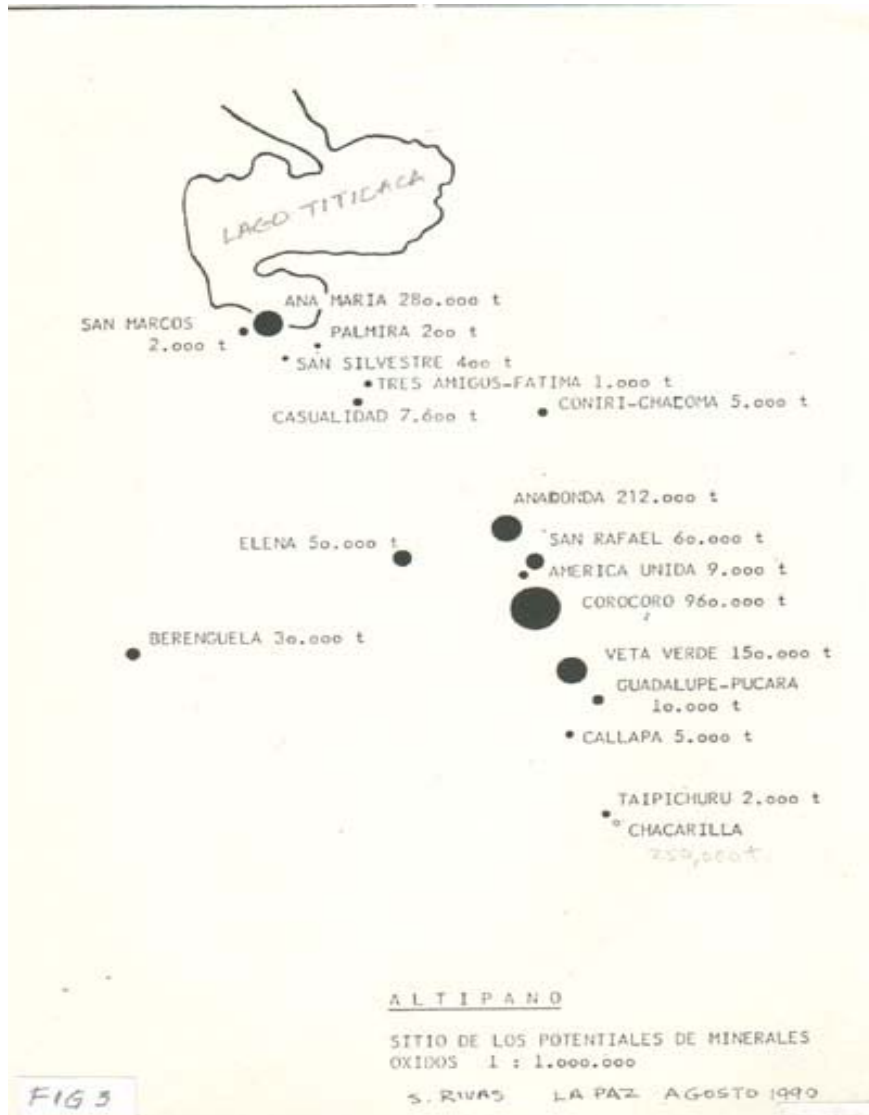 LAGO TITICACA
ANA MARIA 28o.ooo t
SAN MARCOS
2.ooo t
PALMIRA 2oo t
SAN SILVESTRE 4oo t
TRES AMIGOS-FATIMA 1.ooo t
CASUALIDAD 7.6oo t
CONIRI-CHACOMA 5.ooo t
ANACONDA 212.ooo t
ELENA 5o.ooo t
SAN RAFAEL 6o.ooo t
AMERICA UNIDA 9.ooo t
COROCORO 96o.ooo t
BERENGUELA 3o.ooo t
VETA VERDE 15o.ooo t
GUADALUPE-PUCARA
1o.ooo t
CALLAPA 5.ooo t
TAIPICHURU 2.ooo t
CHACARILLA
250,000t
A L T I P A N O
SITIO DE LOS POTENTIALES DE MINERALES
OXIDOS 1 : 1.000.000
FIG 3
S. RIVAS LA PAZ AGOSTO 1990